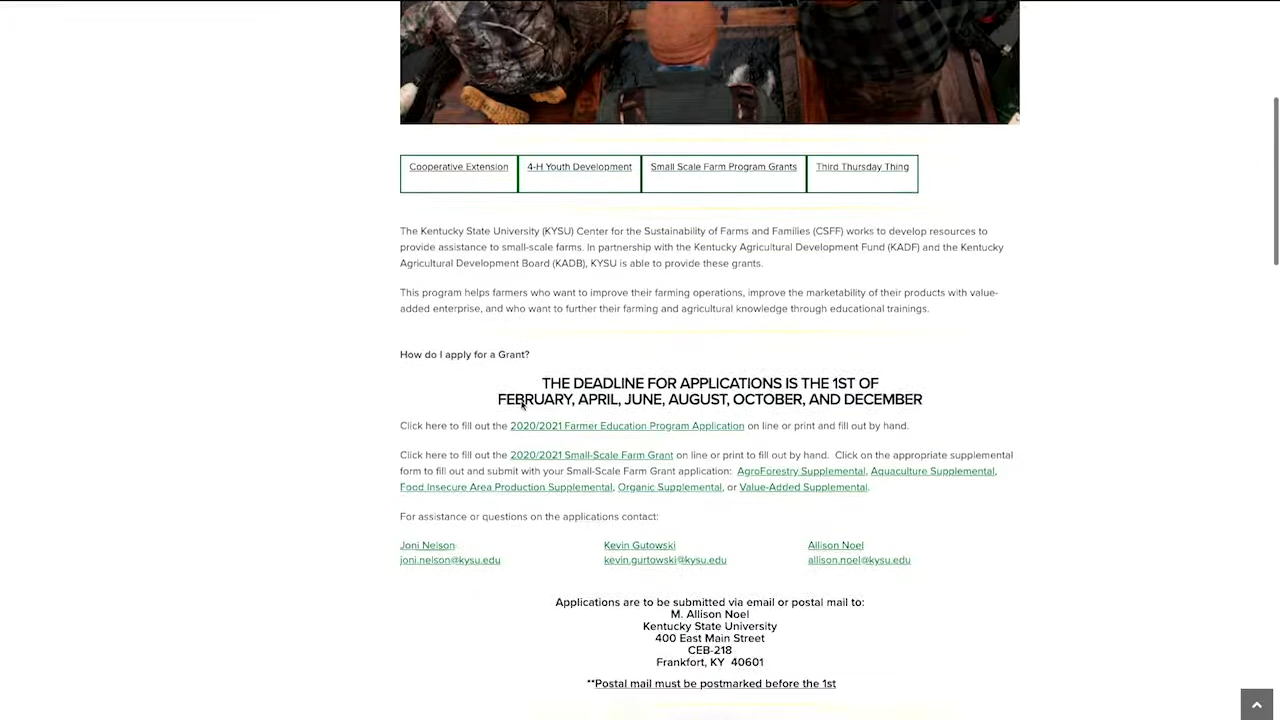 Cooperative Extension
4-H Youth Development
Small Scale Farm Program Grants
Third Thursday Thing
The Kentucky State University (KYSU) Center for the Sustainability of Farms and Families (CSFF) works to develop resources to
provide assistance to small-scale farms. In partnership with the Kentucky Agricultural Development Fund (KADF) and the Kentucky
Agricultural Development Board (KADB), KYSU is able to provide these grants.
This program helps farmers who want to improve their farming operations, improve the marketability of their products with value-
added enterprise, and who want to further their farming and agricultural knowledge through educational trainings.
How do I apply for a Grant?
THE DEADLINE FOR APPLICATIONS IS THE 1ST OF
FEBRUARY, APRIL, JUNE, AUGUST, OCTOBER, AND DECEMBER
Click here to fill out the 2020/2021 Farmer Education Program Application on line or print and fill out by hand.
Click here to fill out the 2020/2021 Small-Scale Farm Grant on line or print to fill out by hand. Click on the appropriate supplemental
form to fill out and submit with your Small-Scale Farm Grant application: AgroForestry Supplemental, Aquaculture Supplemental,
Food Insecure Area Production Supplemental, Organic Supplemental, or Value-Added Supplemental.
For assistance or questions on the applications contact:
Joni Nelson
joni.nelson@kysu.edu
Kevin Gutowski
kevin.gurtowski@kysu.edu
Allison Noel
allison.noel@kysu.edu
Applications are to be submitted via email or postal mail to:
M. Allison Noel
Kentucky State University
400 East Main Street
CEB-218
Frankfort, KY 40601
**Postal mail must be postmarked before the 1st